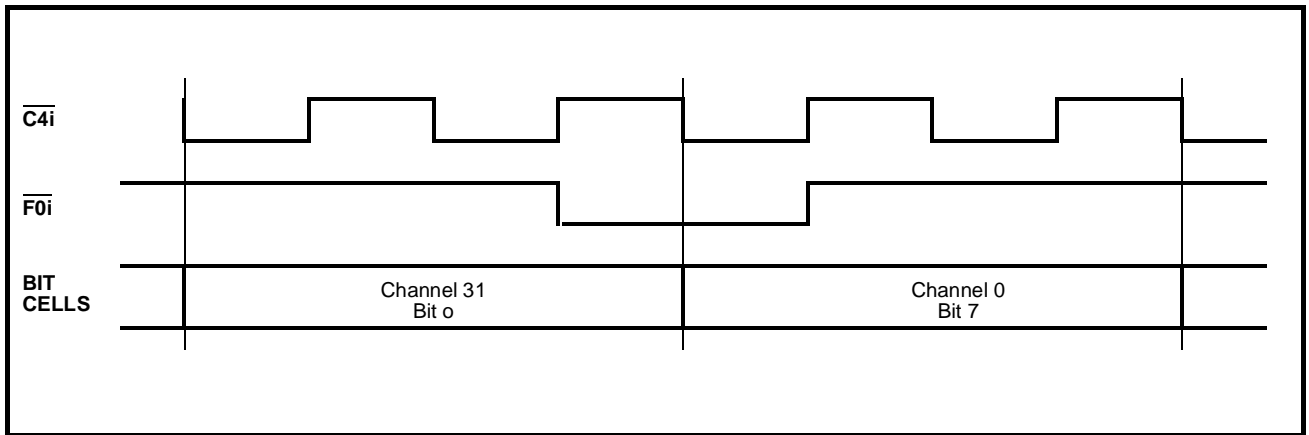 C4i
F0i
BIT
CELLS
Channel 31
Bit o
Channel 0
Bit 7